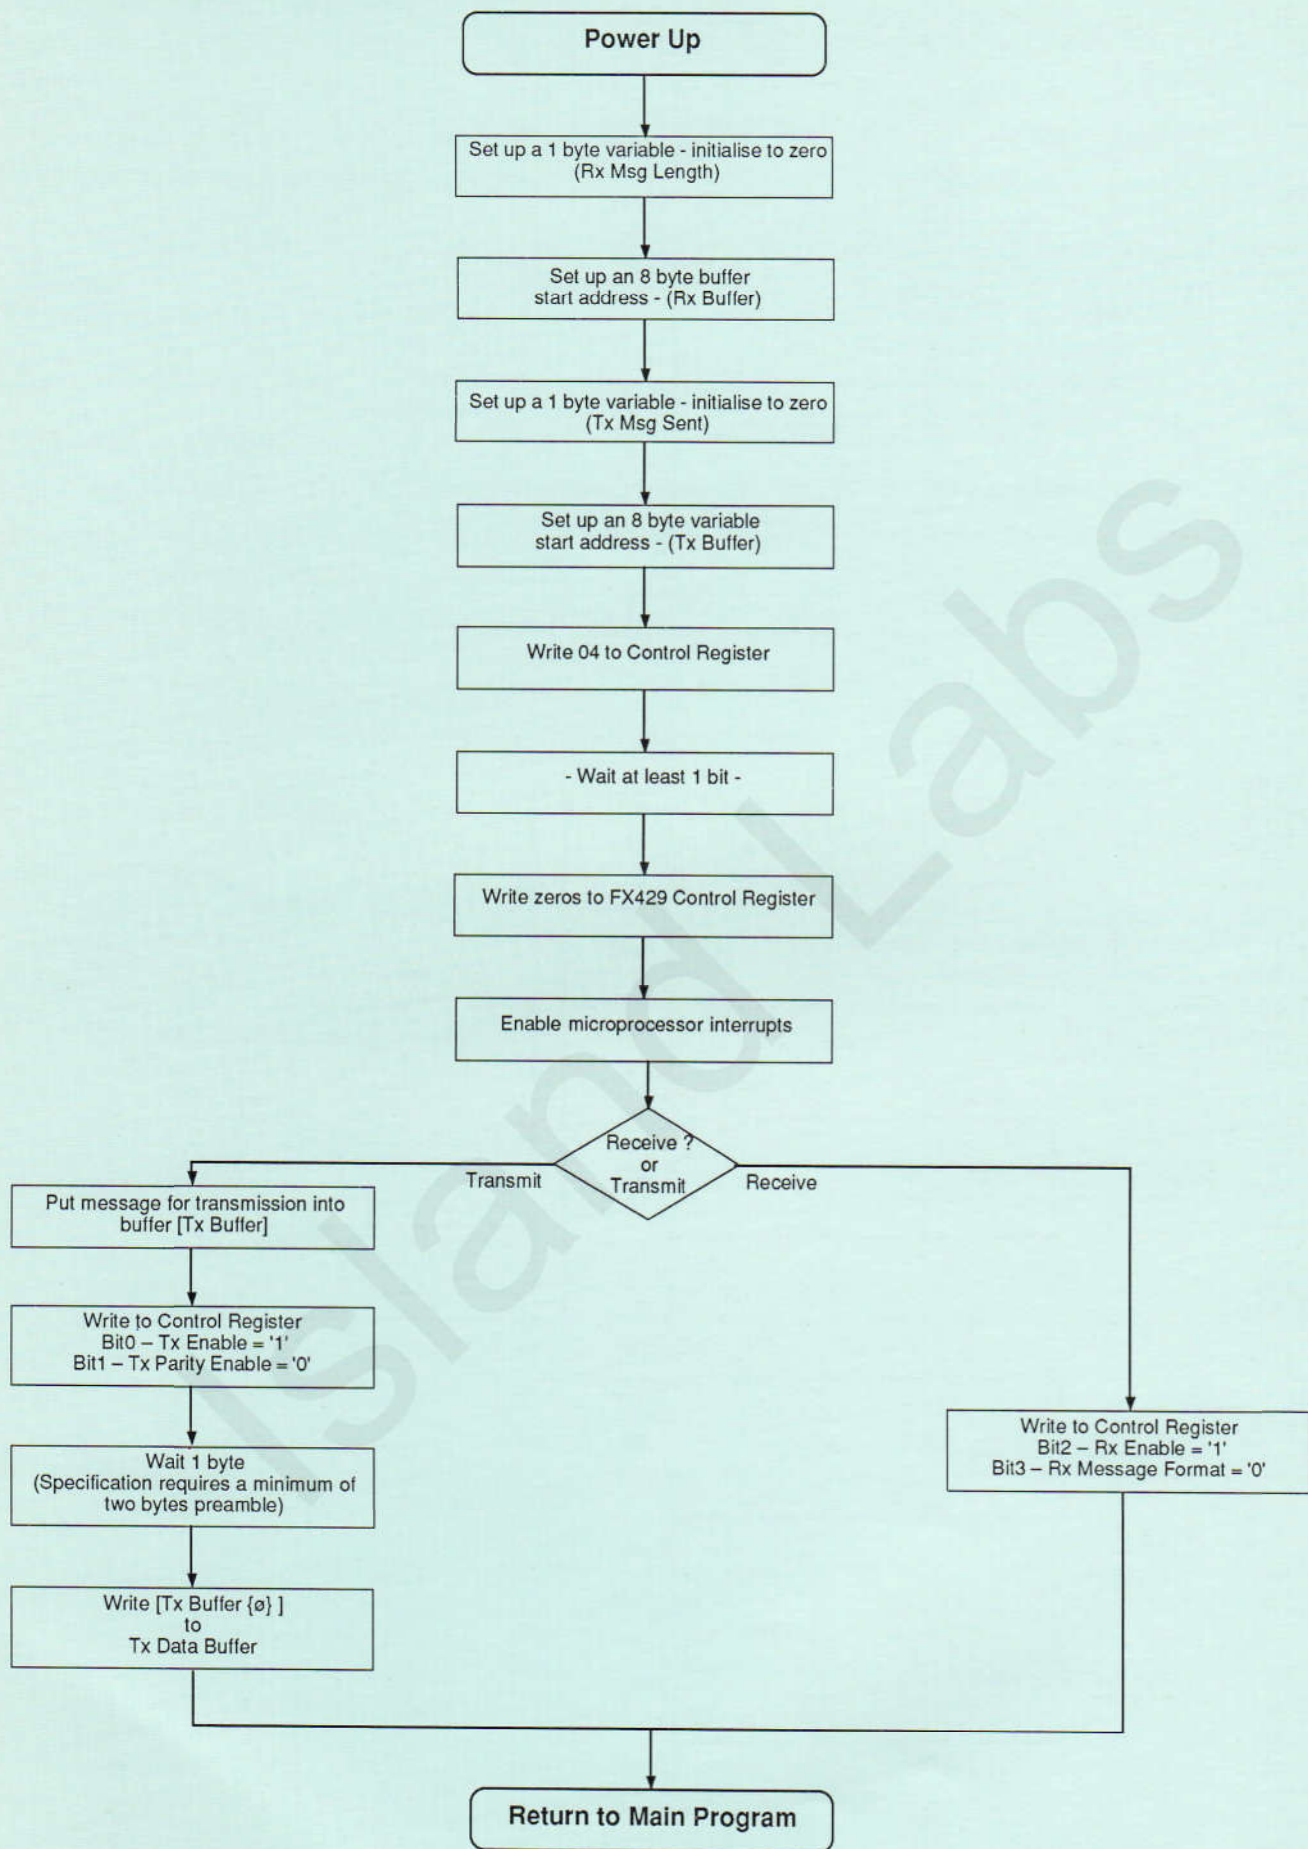 Power Up
Set up a 1 byte variable - initialise to zero
(Rx Msg Length)
Set up an 8 byte buffer
start address - (Rx Buffer)
Set up a 1 byte variable - initialise to zero
(Tx Msg Sent)
Set up an 8 byte variable
start address - (Tx Buffer)
Write 04 to Control Register
- Wait at least 1 bit -
Write zeros to FX429 Control Register
Enable microprocessor interrupts
Receive ?
or
Transmit
Transmit
Receive
Put message for transmission into
buffer [Tx Buffer]
Write to Control Register
Bit0 – Tx Enable = '1'
Bit1 – Tx Parity Enable = '0'
Wait 1 byte
(Specification requires a minimum of
two bytes preamble)
Write [Tx Buffer {ø} ]
to
Tx Data Buffer
Write to Control Register
Bit2 – Rx Enable = '1'
Bit3 – Rx Message Format = '0'
Return to Main Program
Island Labs